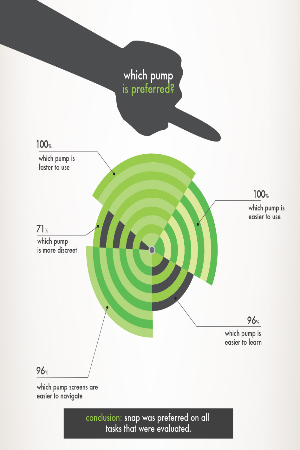 which pump
is preferred?
100%
which pump is
faster to use
100%
which pump is
easier to use
71%
which pump
is more discreet
96%
which pump is
easier to learn
96%
which pump screens are
easier to navigate
conclusion: snap was preferred on all
tasks that were evaluated.